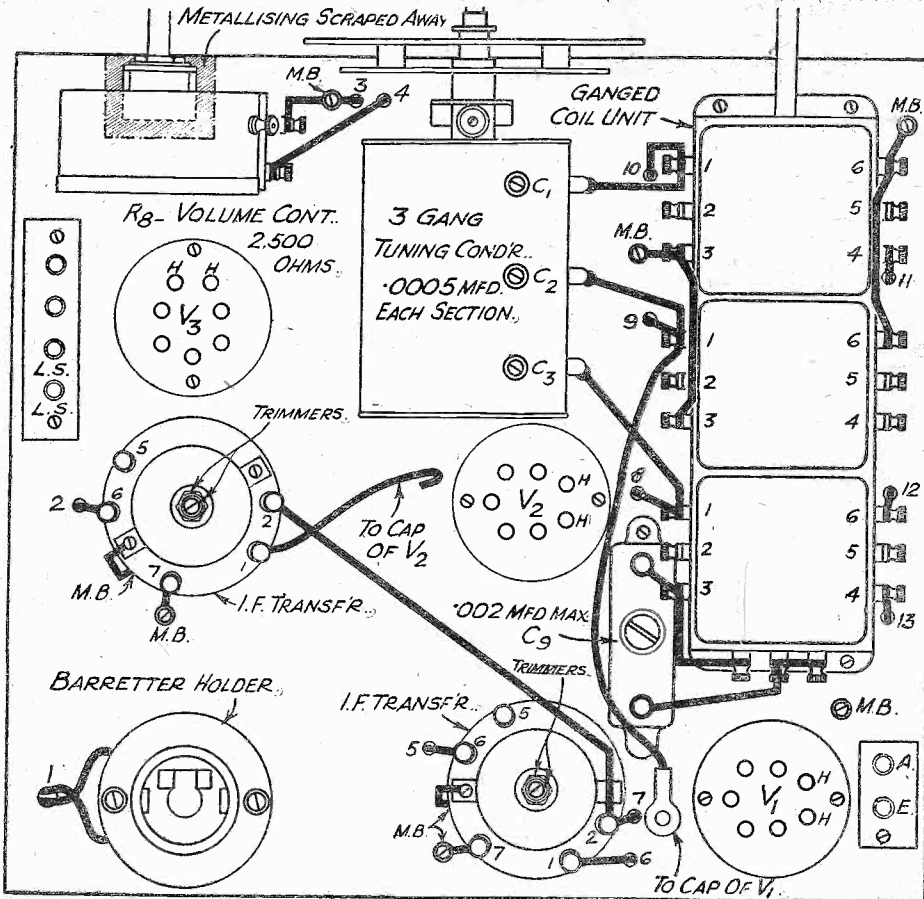 METALLISING SCRAPED AWAY
M.B.
3
4
GANGED
COIL UNIT
M.B.
10
1
6
2
5
3
4
11
C1
C2
C3
3 GANG
TUNING COND'R.
.0005 MFD.
EACH SECTION.
M.B.
R8- VOLUME CONT.
2.500
OHMS.
H H
V3
L.S.
L.S.
9
1
6
2
5
3
4
TRIMMERS.
5
6
2
2
1
7
M.B.
M.B.
I.F. TRANSF'R.
TO CAP
OF V2
V2
H
H
8
1
6
12
2
5
3
4
13
.002 MFD MAX
C9
TRIMMERS.
BARRETTER HOLDER.
1
I.F. TRANSF'R.
5
5
6
M.B.
7
1
6
2
7
M.B.
V1
H
H
A.
E.
TO CAP OF V1.